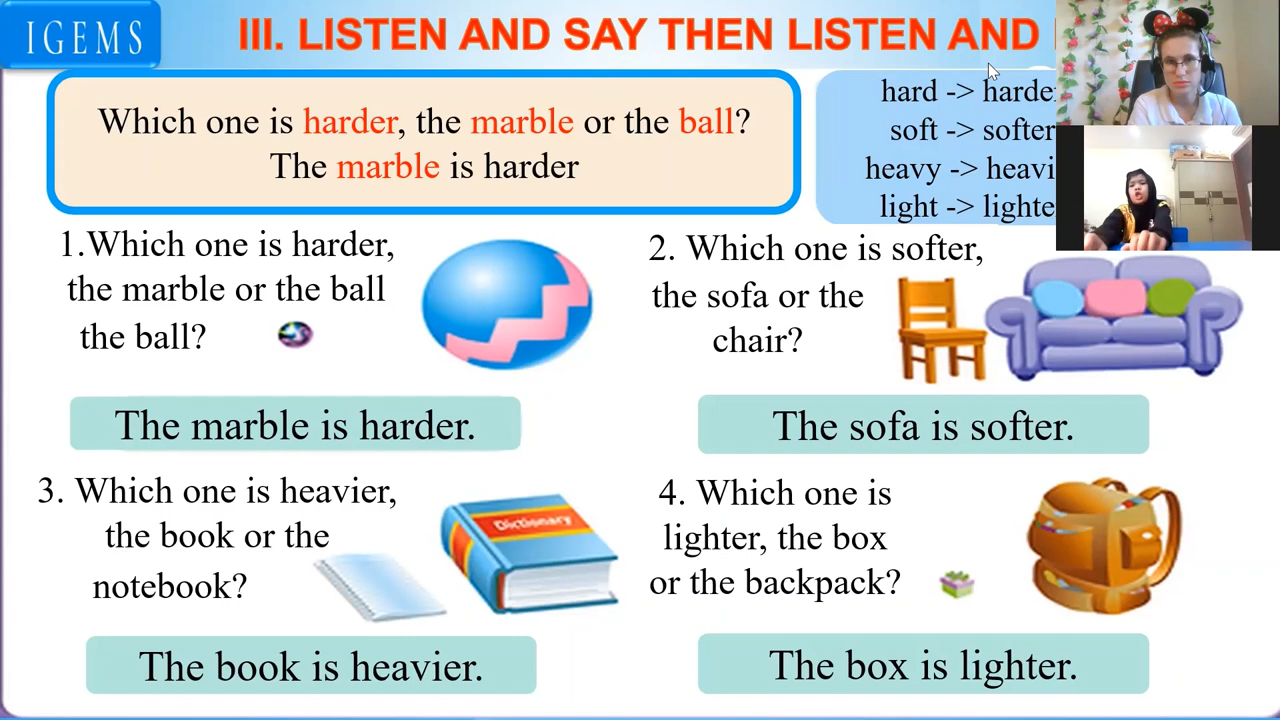 IGEMS
III. LISTEN AND SAY THEN LISTEN AND
Which one is harder, the marble or the ball?
The marble is harder
hard -> harder
soft -> softer
heavy -> heavi
light -> lighte
1.Which one is harder,
the marble or the ball
the ball?
2. Which one is softer,
the sofa or the
chair?
The marble is harder.
The sofa is softer.
3. Which one is heavier,
the book or the
notebook?
Dictionary
4. Which one is
lighter, the box
or the backpack?
The book is heavier.
The box is lighter.